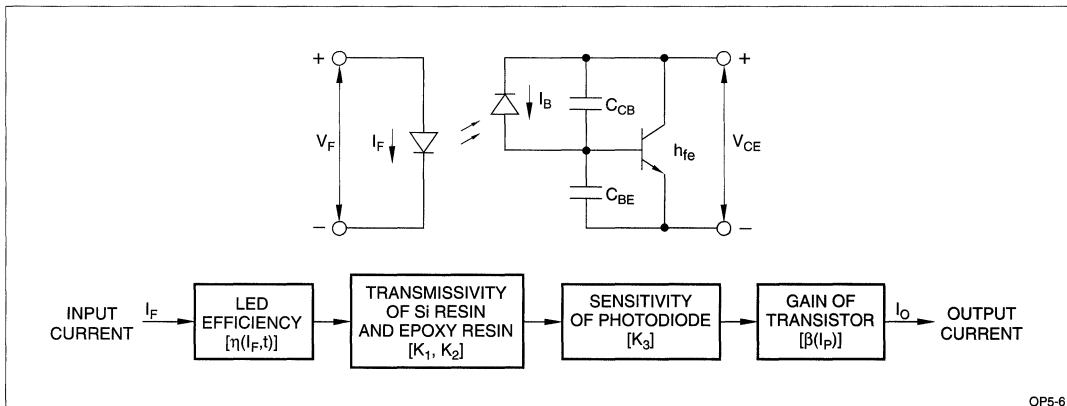 +
+
V_F
I_F
I_B
C_CB
h_fe
V_CE
C_BE
−
−
INPUT
CURRENT
I_F
LED
EFFICIENCY
[η(I_F,t)]
TRANSMISSIVITY
OF Si RESIN
AND EPOXY RESIN
[K_1, K_2]
SENSITIVITY
OF PHOTODIODE
[K_3]
GAIN OF
TRANSISTOR
[β(I_P)]
I_O
OUTPUT
CURRENT
OP5-6